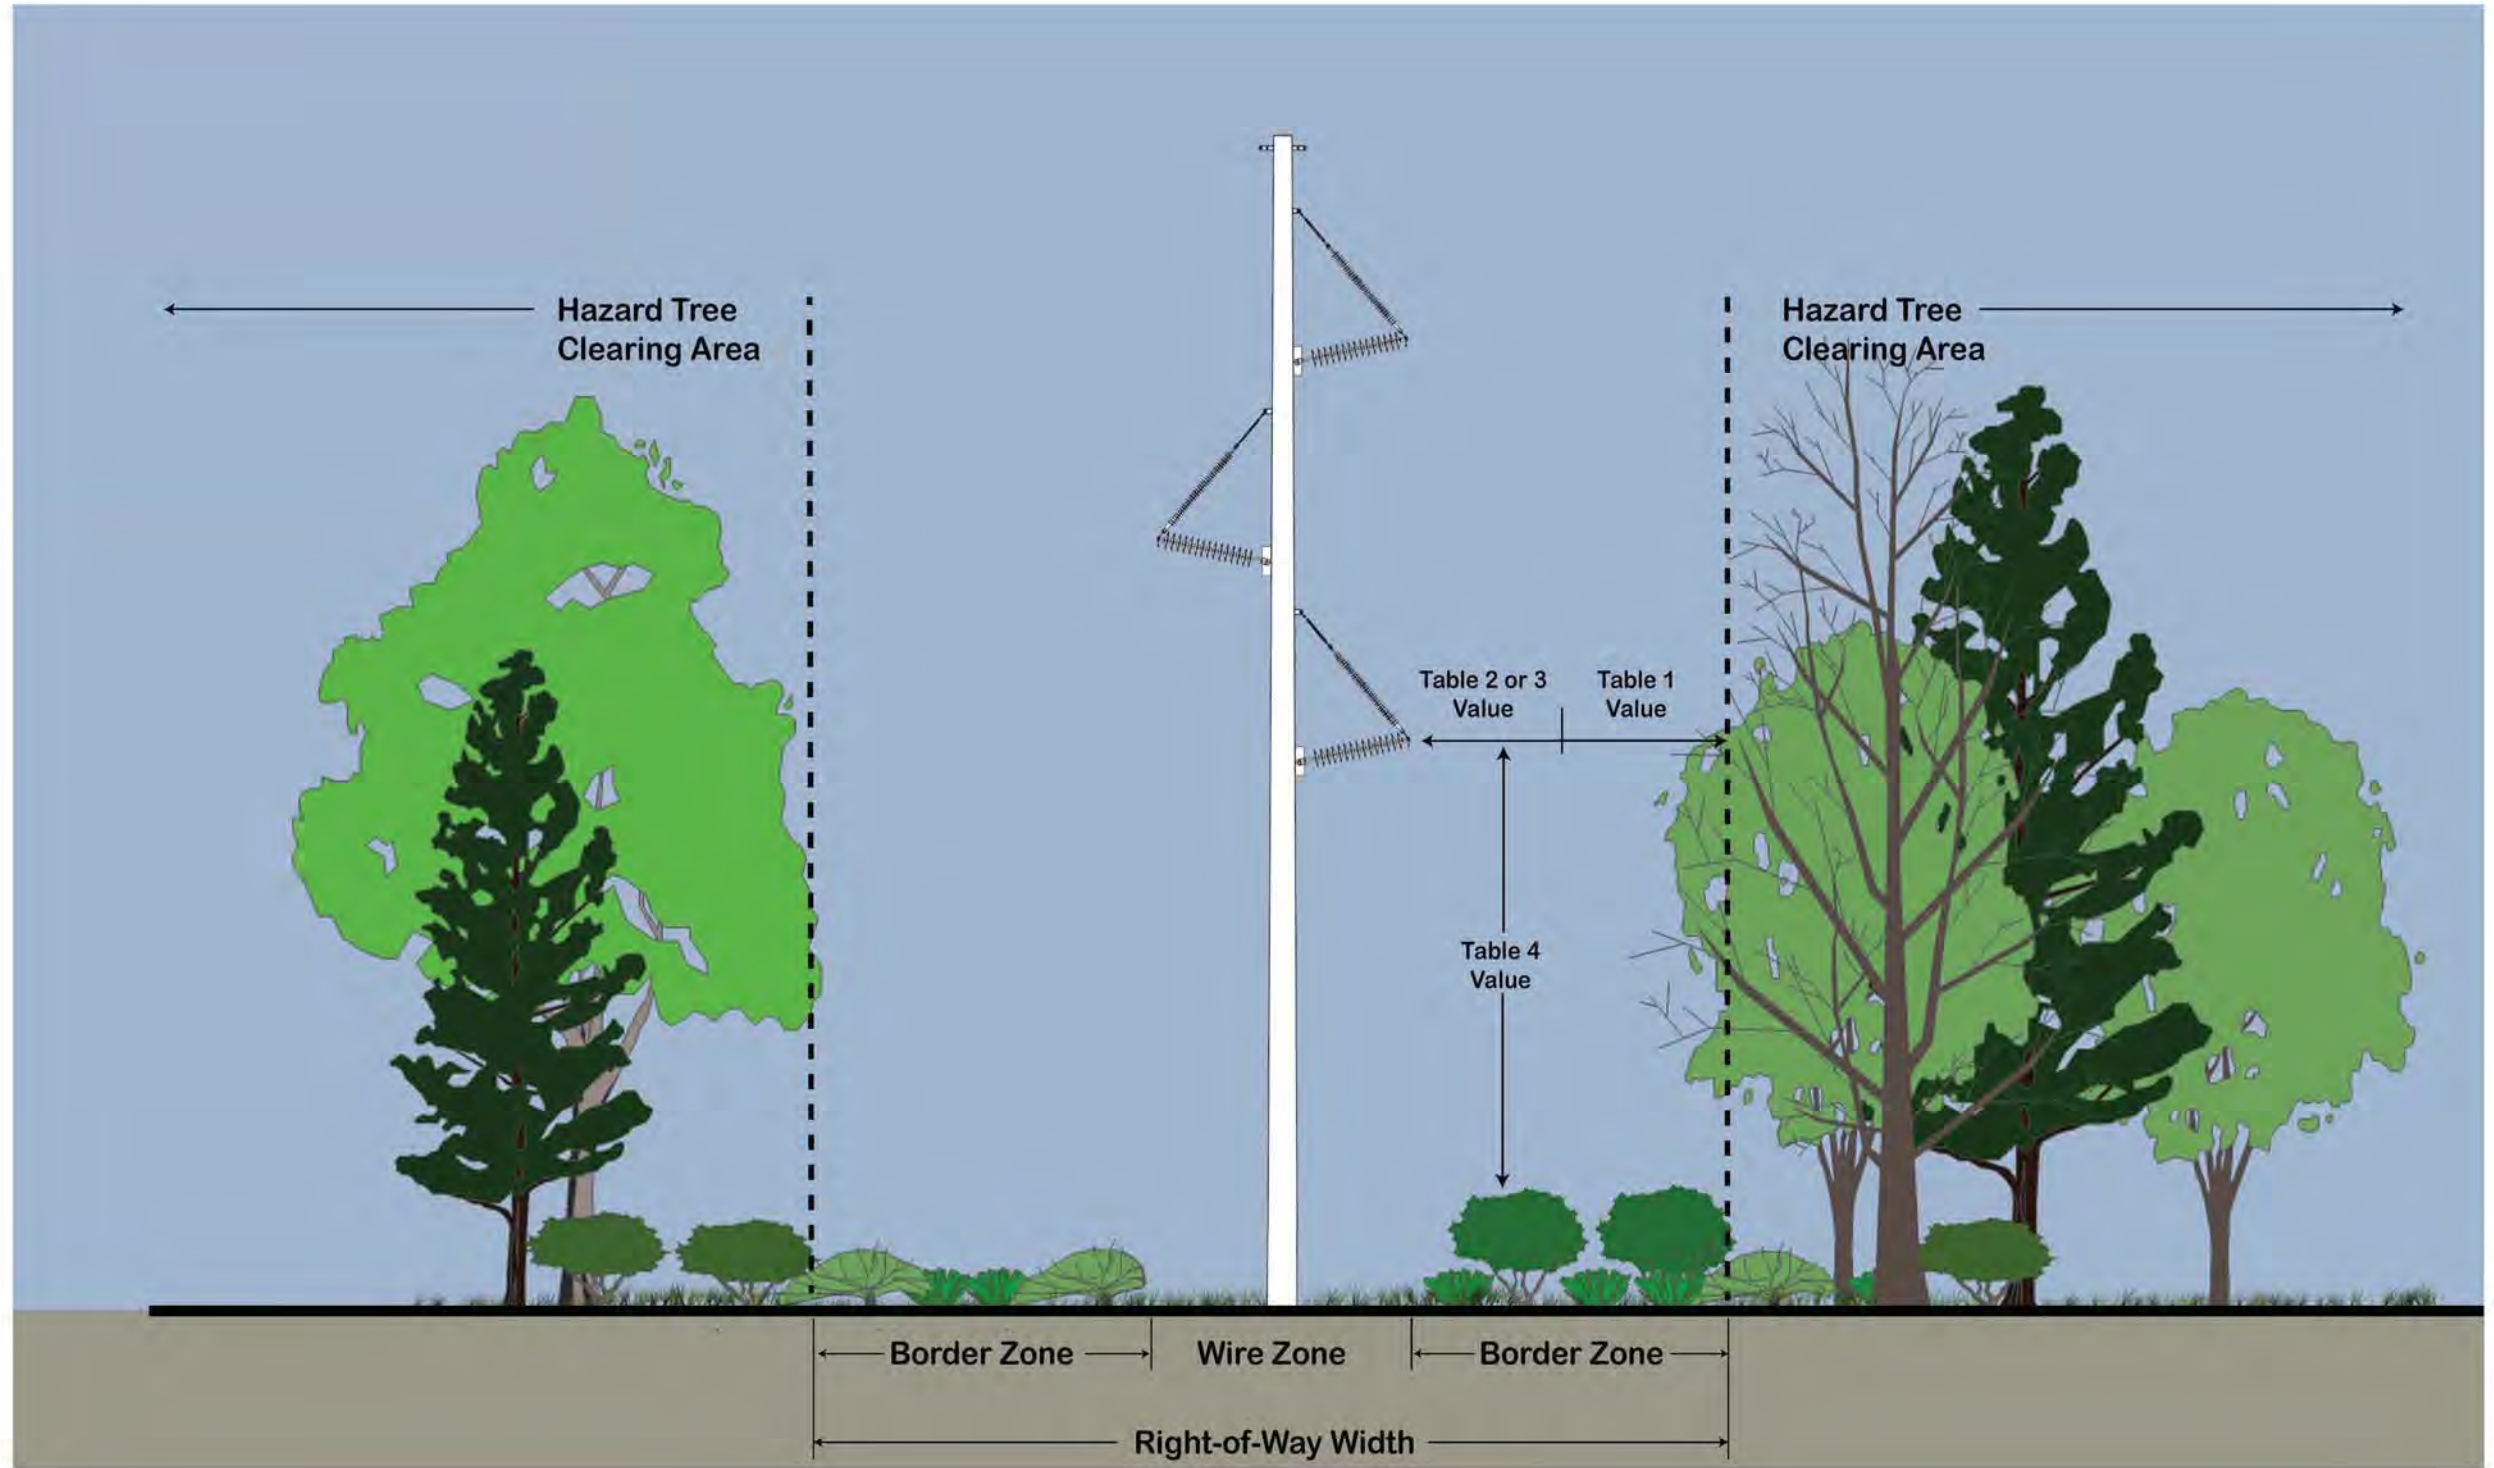 Hazard Tree
Clearing Area
Hazard Tree
Clearing Area
Table 2 or 3
Value
Table 1
Value
Table 4
Value
Border Zone
Wire Zone
Border Zone
Right-of-Way Width